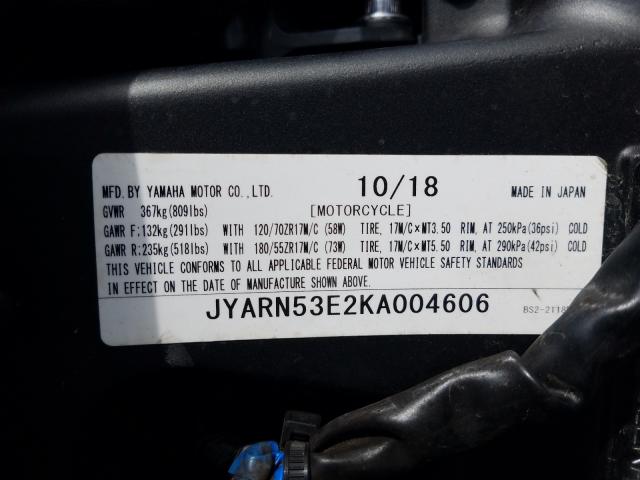 MFD. BY YAMAHA MOTOR CO., LTD. 10/18 MADE IN JAPAN
GVWR 367kg(809lbs) [MOTORCYCLE]
GAWR F:132kg(291lbs) WITH 120/70ZR17M/C (58W) TIRE, 17M/C×MT3.50 RIM, AT 250kPa(36psi) COLD
GAWR R:235kg(518lbs) WITH 180/55ZR17M/C (73W) TIRE, 17M/C×MT5.50 RIM, AT 290kPa(42psi) COLD
THIS VEHICLE CONFORMS TO ALL APPLICABLE FEDERAL MOTOR VEHICLE SAFETY STANDARDS
IN EFFECT ON THE DATE OF MANUFACTURE SHOWN ABOVE.
JYARN53E2KA004606